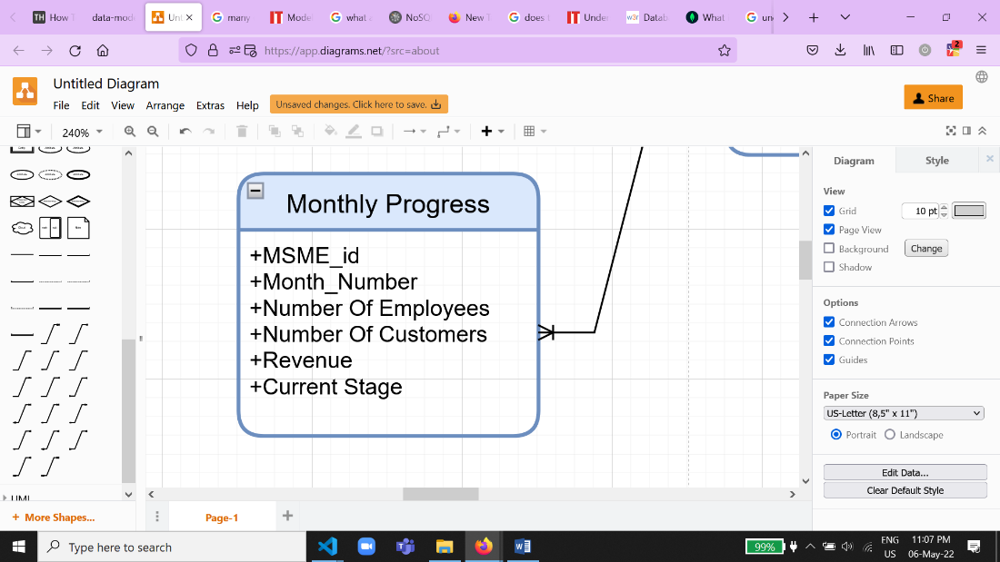 TH How T
data-mod
Unt
many
IT Mode
what
NoSQ
New T
does t
IT Under
w3r Datab
What
un
https://app.diagrams.net/?src=about
2
Untitled Diagram
File Edit View Arrange Extras Help
Unsaved changes. Click here to save.
Share
240%
Monthly Progress
+MSME_id
+Month_Number
+Number Of Employees
+Number Of Customers
+Revenue
+Current Stage
Diagram Style
View
Grid 10 pt
Page View
Background Change
Shadow
Options
Connection Arrows
Connection Points
Guides
Paper Size
US-Letter (8,5" x 11")
Portrait Landscape
Edit Data...
Clear Default Style
UML
+ More Shapes...
Page-1
Type here to search
99%
ENG
US
11:07 PM
06-May-22